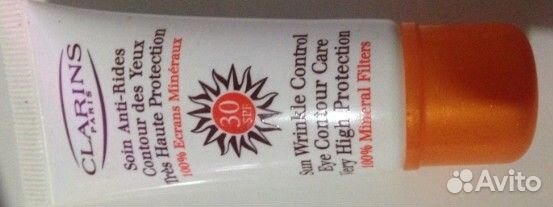 CLARINS
PARIS
Soin Anti-Rides
Contour des Yeux
Très Haute Protection
100% Ecrans Minéraux
30
SPF
Sun Wrinkle Control
Eye Contour Care
Very High Protection
100% Mineral Filters
Avito